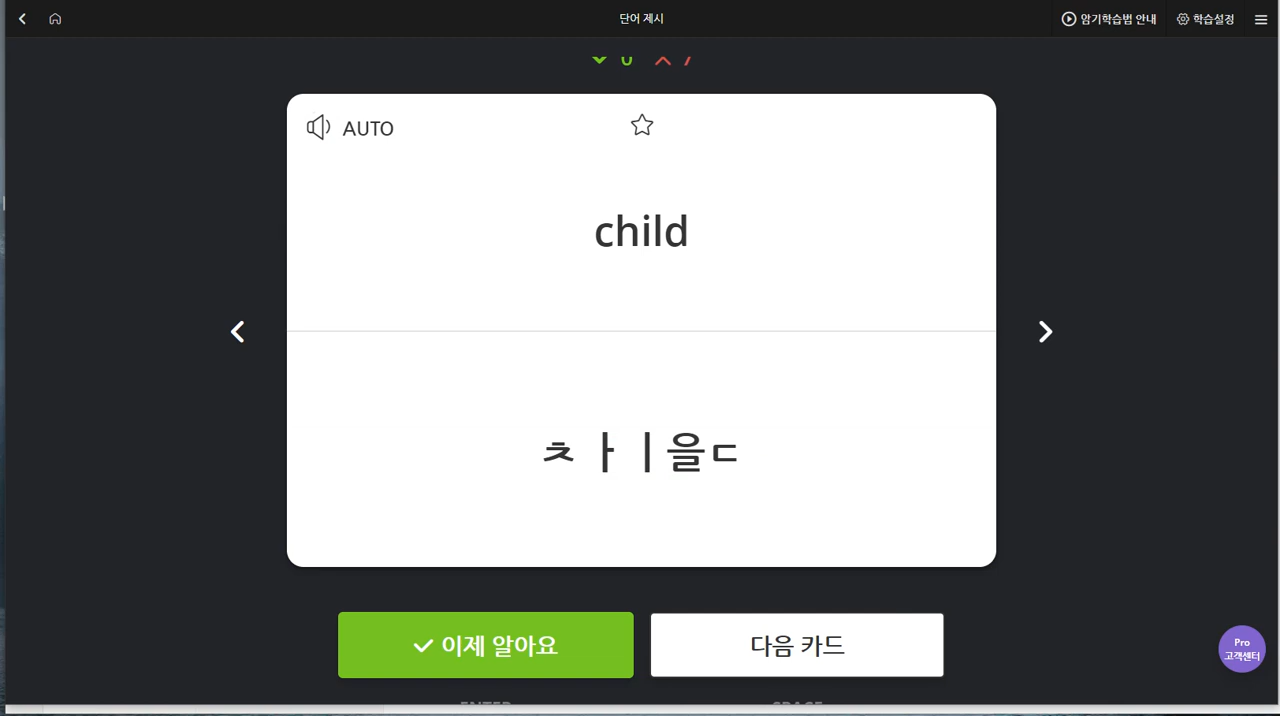 단어 제시
암기학습법 안내
학습설정
AUTO
child
ㅊㅏㅣ을ㄷ
이제 알아요
다음 카드
Pro
고객센터